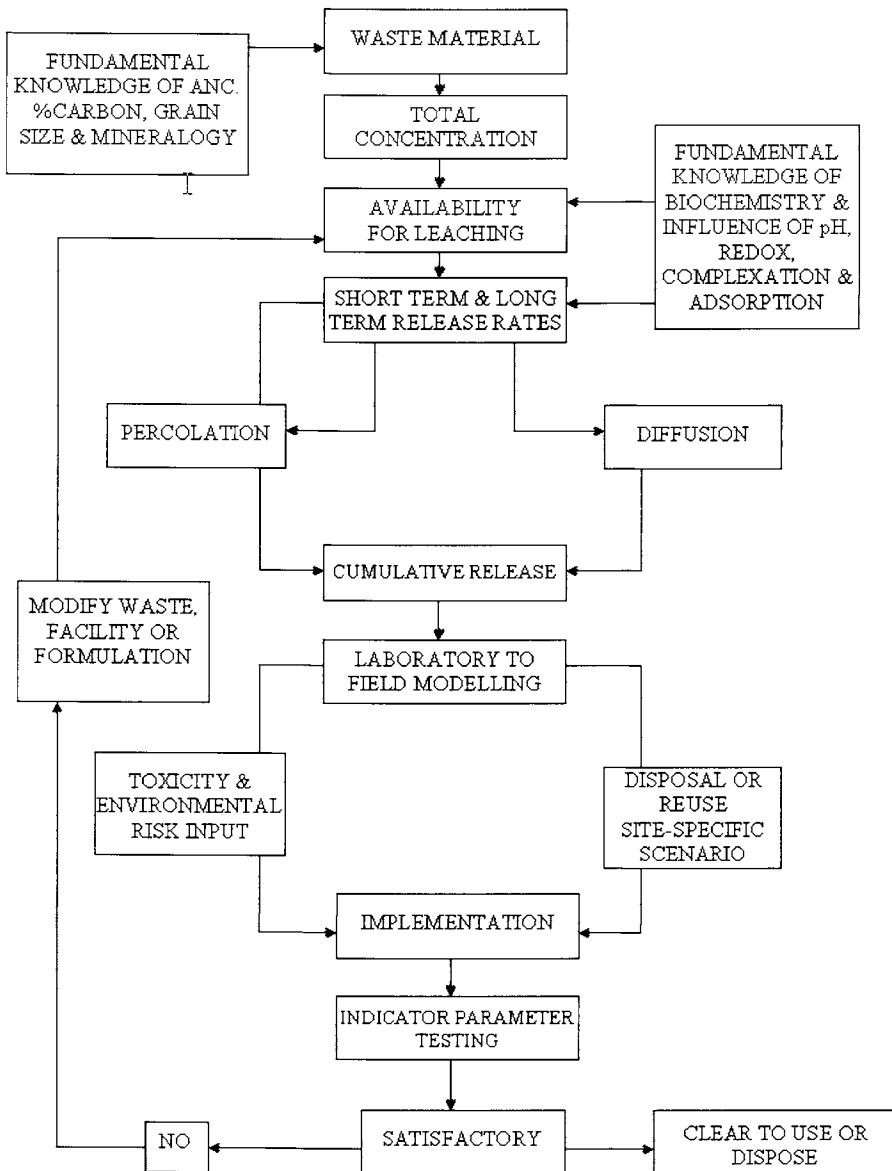 WASTE MATERIAL
FUNDAMENTAL
KNOWLEDGE OF ANC.
%CARBON, GRAIN
SIZE & MINERALOGY
TOTAL
CONCENTRATION
FUNDAMENTAL
KNOWLEDGE OF
BIOCHEMISTRY &
INFLUENCE OF pH,
REDOX,
COMPLEXATION &
ADSORPTION
AVAILABILITY
FOR LEACHING
SHORT TERM & LONG
TERM RELEASE RATES
PERCOLATION
DIFFUSION
CUMULATIVE RELEASE
MODIFY WASTE,
FACILITY OR
FORMULATION
LABORATORY TO
FIELD MODELLING
TOXICITY &
ENVIRONMENTAL
RISK INPUT
DISPOSAL OR
REUSE
SITE-SPECIFIC
SCENARIO
IMPLEMENTATION
INDICATOR PARAMETER
TESTING
NO
SATISFACTORY
CLEAR TO USE OR
DISPOSE